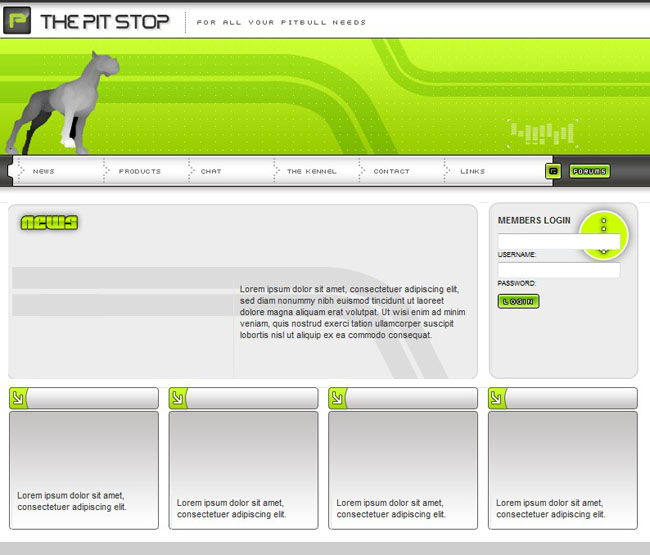 P THE PIT STOP FOR ALL YOUR PITBULL NEEDS
NEWS PRODUCTS CHAT THE KENNEL CONTACT LINKS FORUMS
NEWS
Lorem ipsum dolor sit amet, consectetuer adipiscing elit,
sed diam nonummy nibh euismod tincidunt ut laoreet
dolore magna aliquam erat volutpat. Ut wisi enim ad minim
veniam, quis nostrud exerci tation ullamcorper suscipit
lobortis nisl ut aliquip ex ea commodo consequat.
MEMBERS LOGIN
USERNAME:
PASSWORD:
LOGIN
Lorem ipsum dolor sit amet,
consectetuer adipiscing elit.
Lorem ipsum dolor sit amet,
consectetuer adipiscing elit.
Lorem ipsum dolor sit amet,
consectetuer adipiscing elit.
Lorem ipsum dolor sit amet,
consectetuer adipiscing elit.